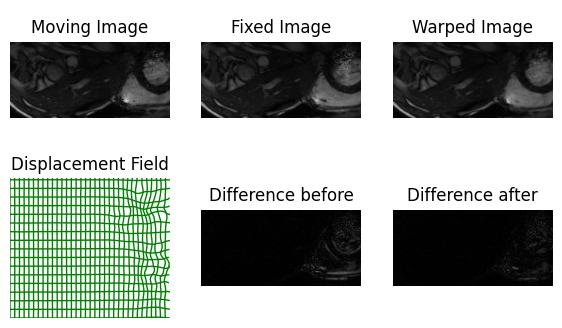 Moving Image
Fixed Image
Warped Image
Displacement Field
Difference before
Difference after